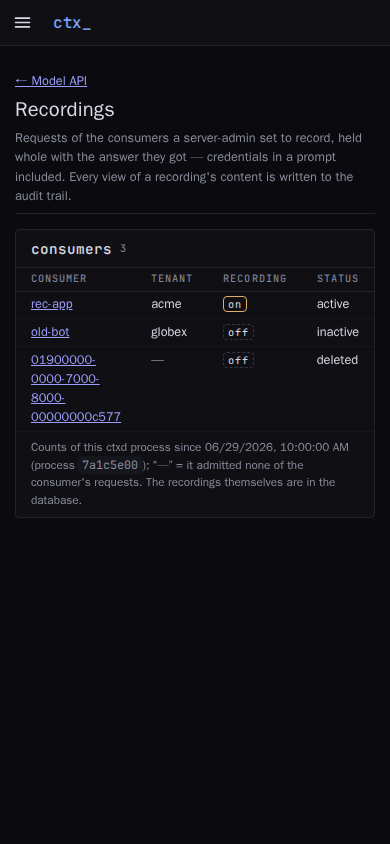 ctx_
← Model API
Recordings
Requests of the consumers a server-admin set to record, held
whole with the answer they got — credentials in a prompt
included. Every view of a recording's content is written to the
audit trail.
consumers 3
CONSUMER TENANT RECORDING STATUS
rec-app acme on active
old-bot globex off inactive
01900000- — off deleted
0000-7000-
8000-
00000000c577
Counts of this ctxd process since 06/29/2026, 10:00:00 AM
(process 7a1c5e00 ); “—” = it admitted none of the
consumer's requests. The recordings themselves are in the
database.